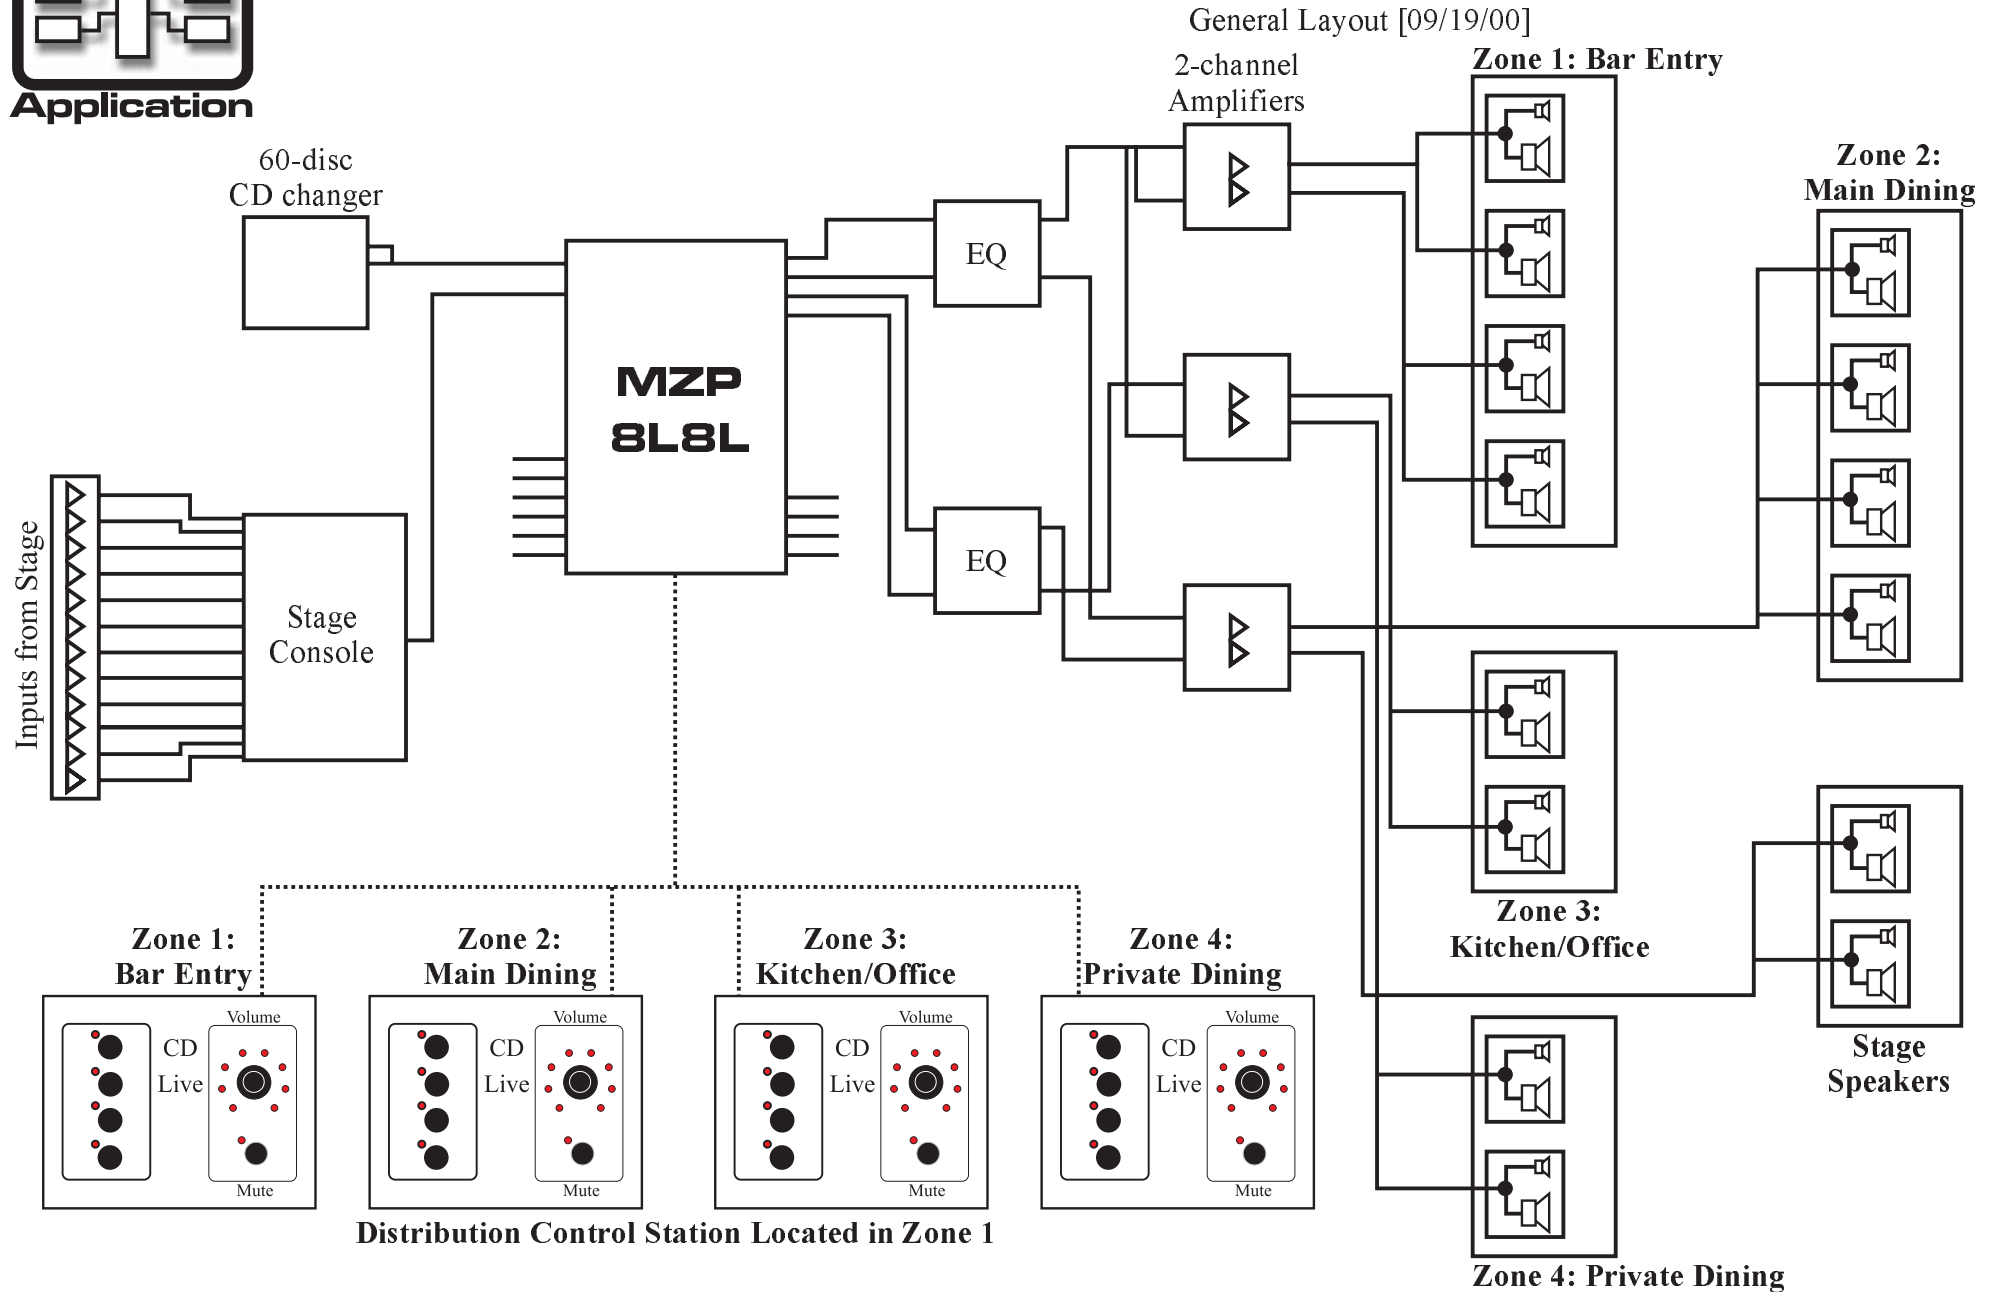 General Layout [09/19/00]
Application
60-disc
CD changer
2-channel
Amplifiers
Zone 1: Bar Entry
Zone 2:
Main Dining
EQ
MZP
8L8L
EQ
Inputs from Stage
Stage
Console
Zone 3:
Kitchen/Office
Stage
Speakers
Zone 4: Private Dining
Zone 1:
Bar Entry
Volume
CD
Live
Mute
Zone 2:
Main Dining
Volume
CD
Live
Mute
Zone 3:
Kitchen/Office
Volume
CD
Live
Mute
Zone 4:
Private Dining
Volume
CD
Live
Mute
Distribution Control Station Located in Zone 1